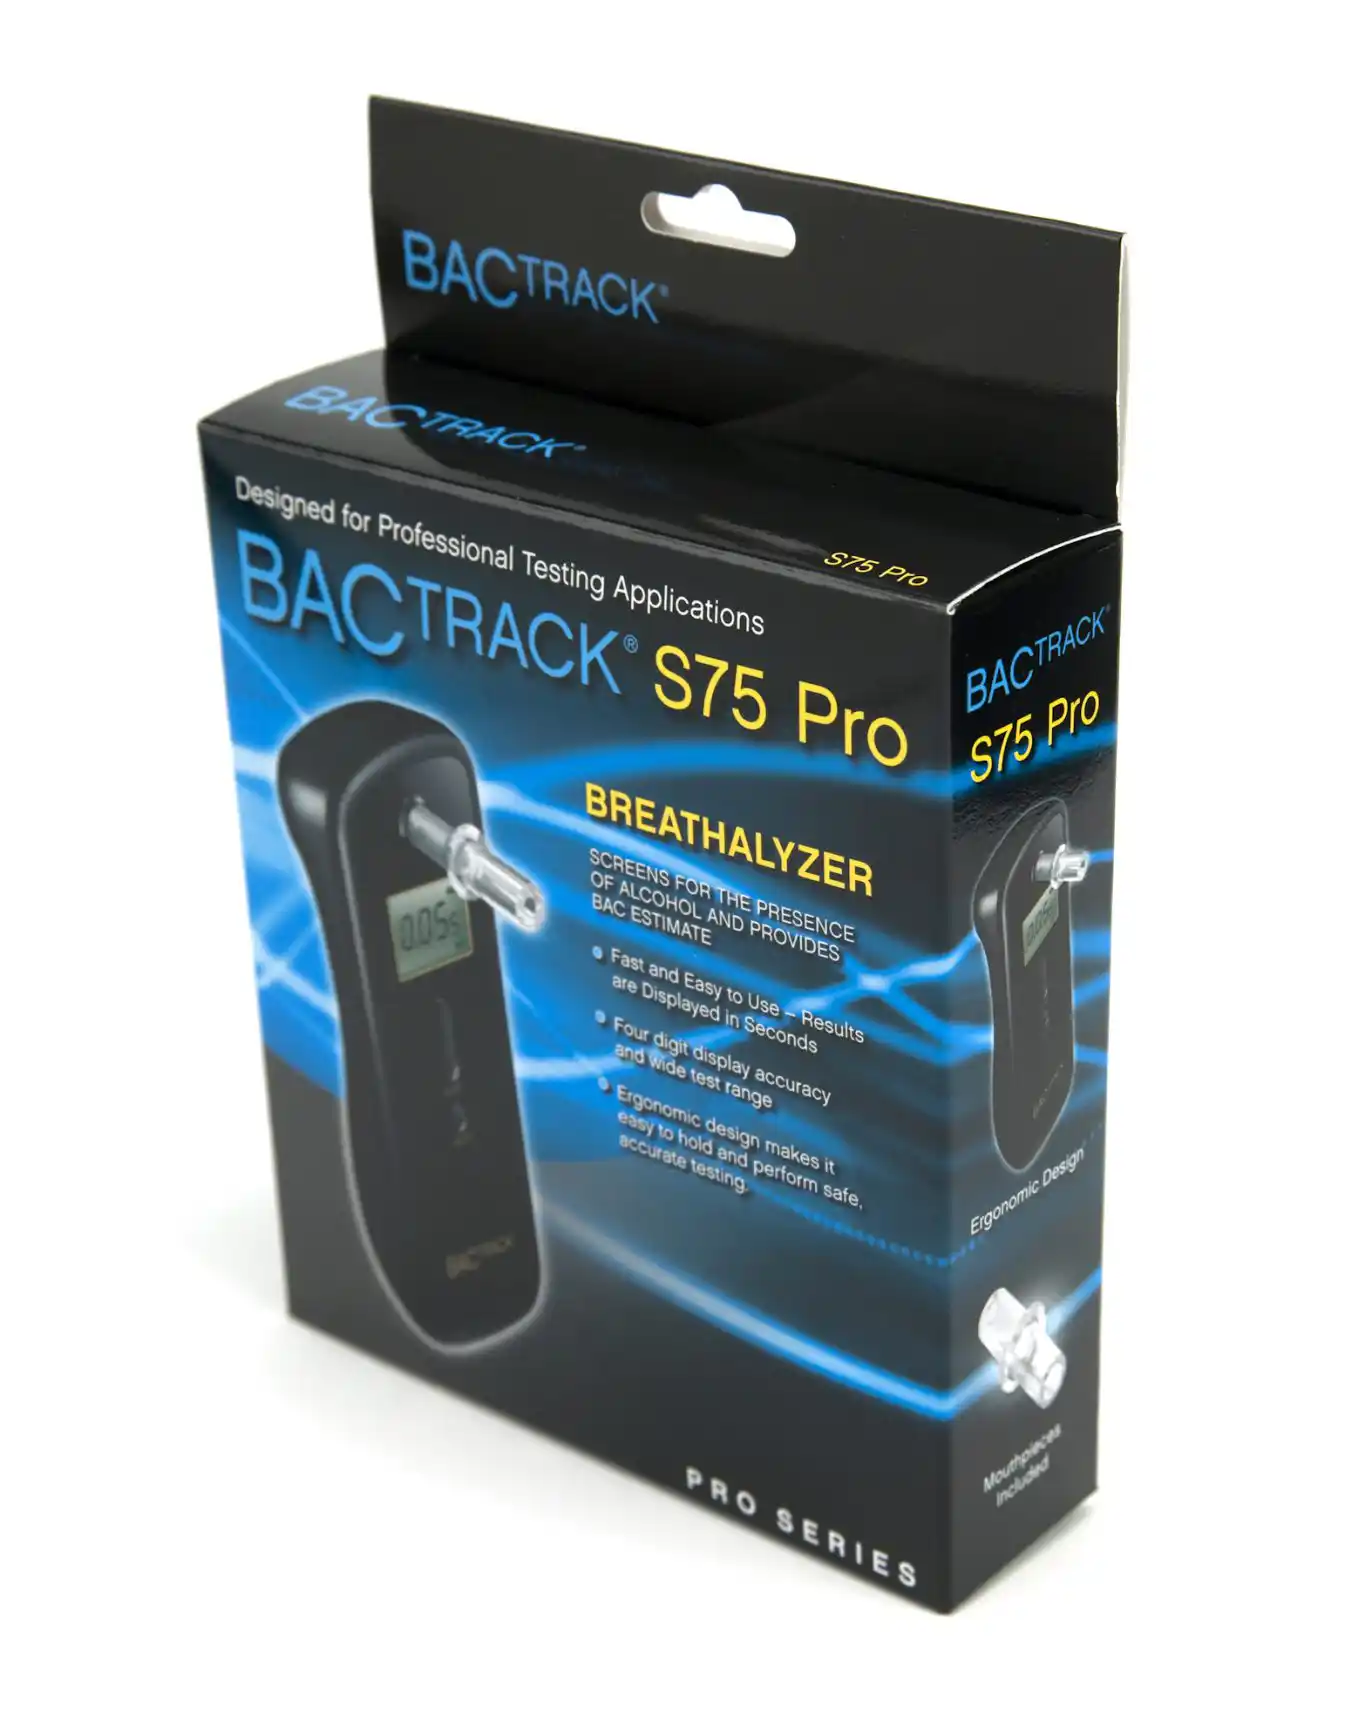 BACTRACK®
BACTRACK®
S75 Pro
Designed for Professional Testing Applications
BACTRACK® S75 Pro
BREATHALYZER
SCREENS FOR THE PRESENCE
OF ALCOHOL AND PROVIDES
BAC ESTIMATE
Fast and Easy to Use – Results
are Displayed in Seconds
Four digit display accuracy
and wide test range
Ergonomic design makes it
easy to hold and perform safe,
accurate testing.
BACTRACK
PRO SERIES
BACTRACK®
S75 Pro
Ergonomic Design
Mouthpieces
Included